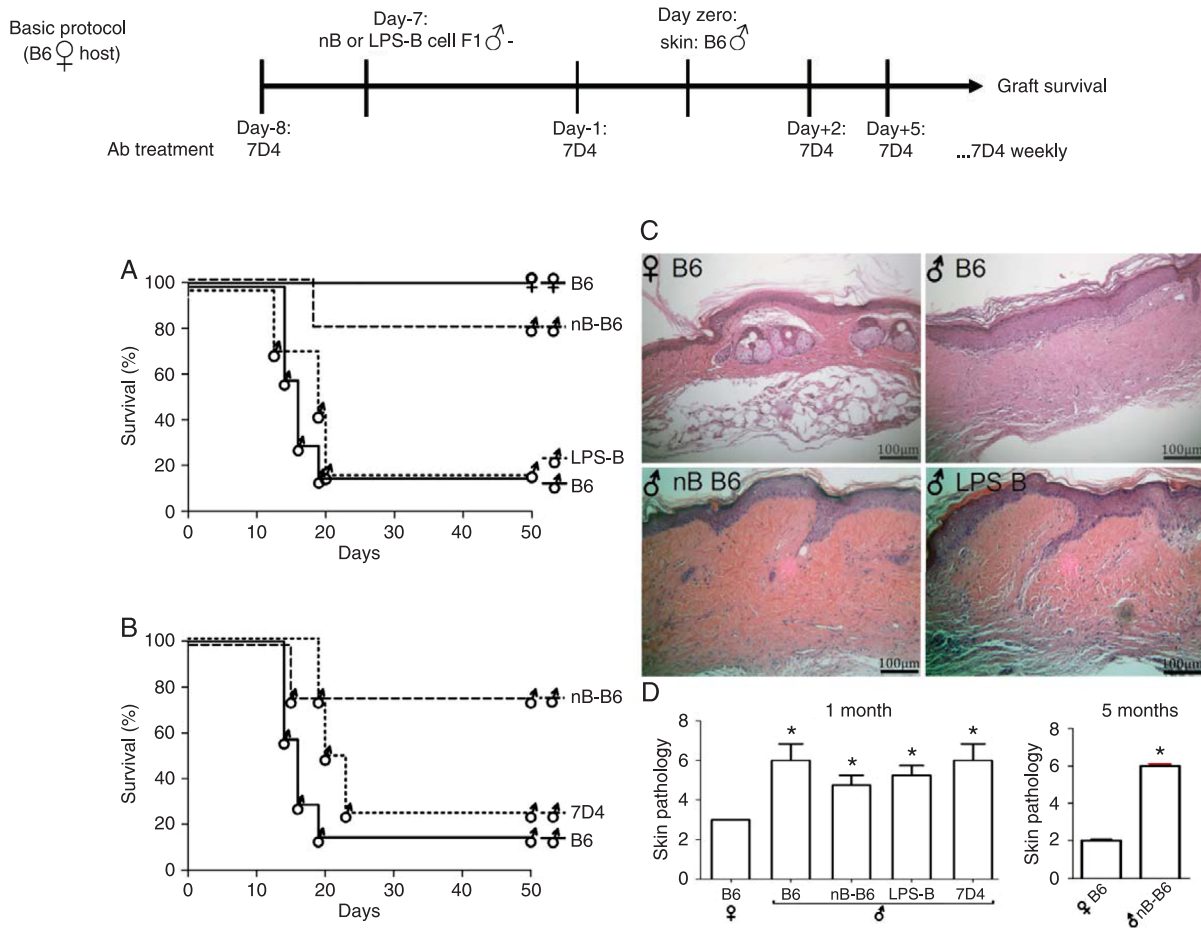 Basic protocol
(B6♀ host)
Day-7:
nB or LPS-B cell F1♂ -
Day zero:
skin: B6♂
Graft survival
Ab treatment
Day-8:
7D4
Day-1:
7D4
Day+2:
7D4
Day+5:
7D4
...7D4 weekly
A
Survival (%)
100
80
60
40
20
0
0 10 20 30 40 50
Days
♀ ♀ B6
♂ ♂ nB-B6
♂ LPS-B
♂ B6
B
Survival (%)
100
80
60
40
20
0
0 10 20 30 40 50
Days
♂ ♂ nB-B6
♂ ♂ 7D4
♂ ♂ B6
C
♀ B6
100μm
♂ B6
100μm
♂ nB B6
100μm
♂ LPS B
100μm
D
1 month
Skin pathology
8
6
4
2
0
* * * *
B6 B6 nB-B6 LPS-B 7D4
♀ ♂
5 months
Skin pathology
8
6
4
2
0
*
♀ B6
♂ nB-B6